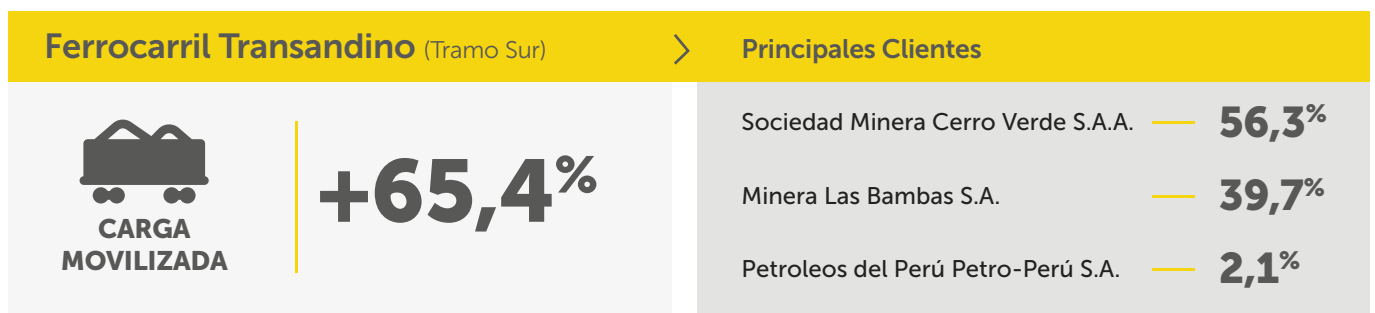 Ferrocarril Transandino (Tramo Sur)
Principales Clientes
CARGA
MOVILIZADA
+65,4%
Sociedad Minera Cerro Verde S.A.A. 56,3%
Minera Las Bambas S.A. 39,7%
Petroleos del Perú Petro-Perú S.A. 2,1%